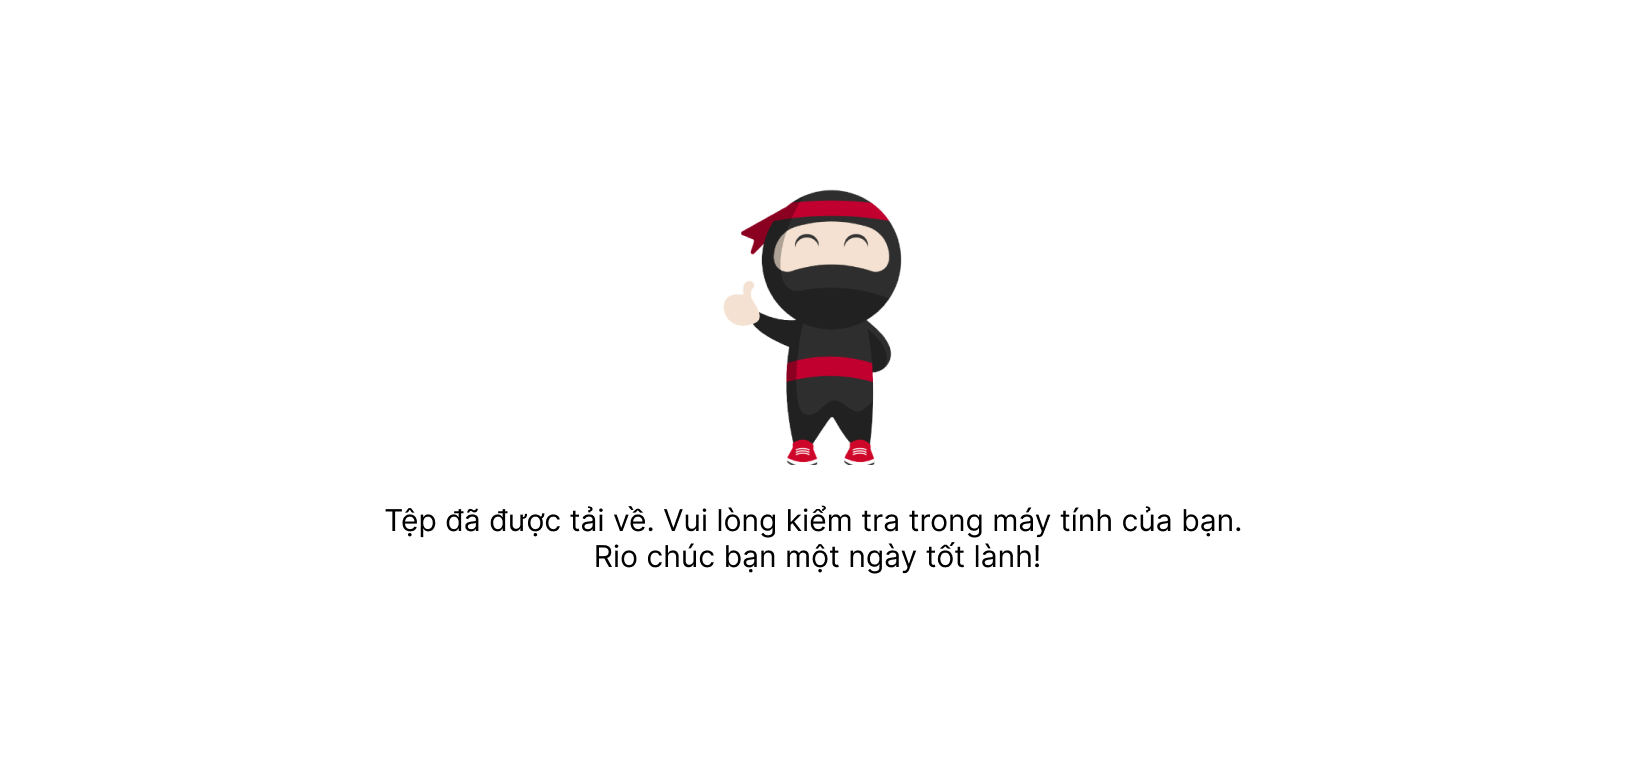 Tệp đã được tải về. Vui lòng kiểm tra trong máy tính của bạn.
Rio chúc bạn một ngày tốt lành!